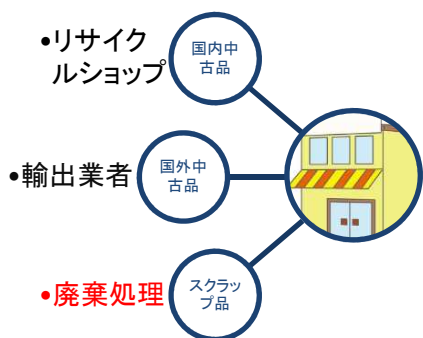 •リサイク
ルショップ
国内中
古品
•輸出業者
国外中
古品
•廃棄処理
スクラッ
プ品